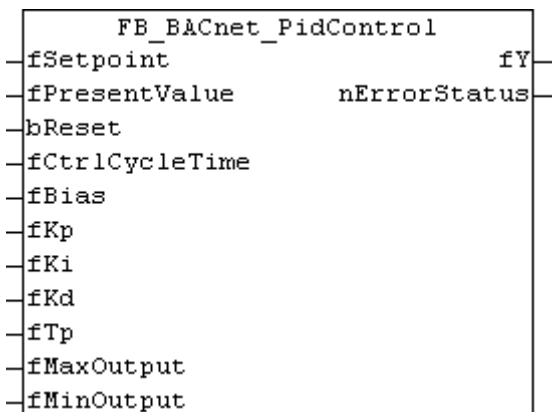 FB_BACnet_PidControl
fSetpoint fY
fPresentValue nErrorStatus
bReset
fCtrlCycleTime
fBias
fKp
fKi
fKd
fTp
fMaxOutput
fMinOutput